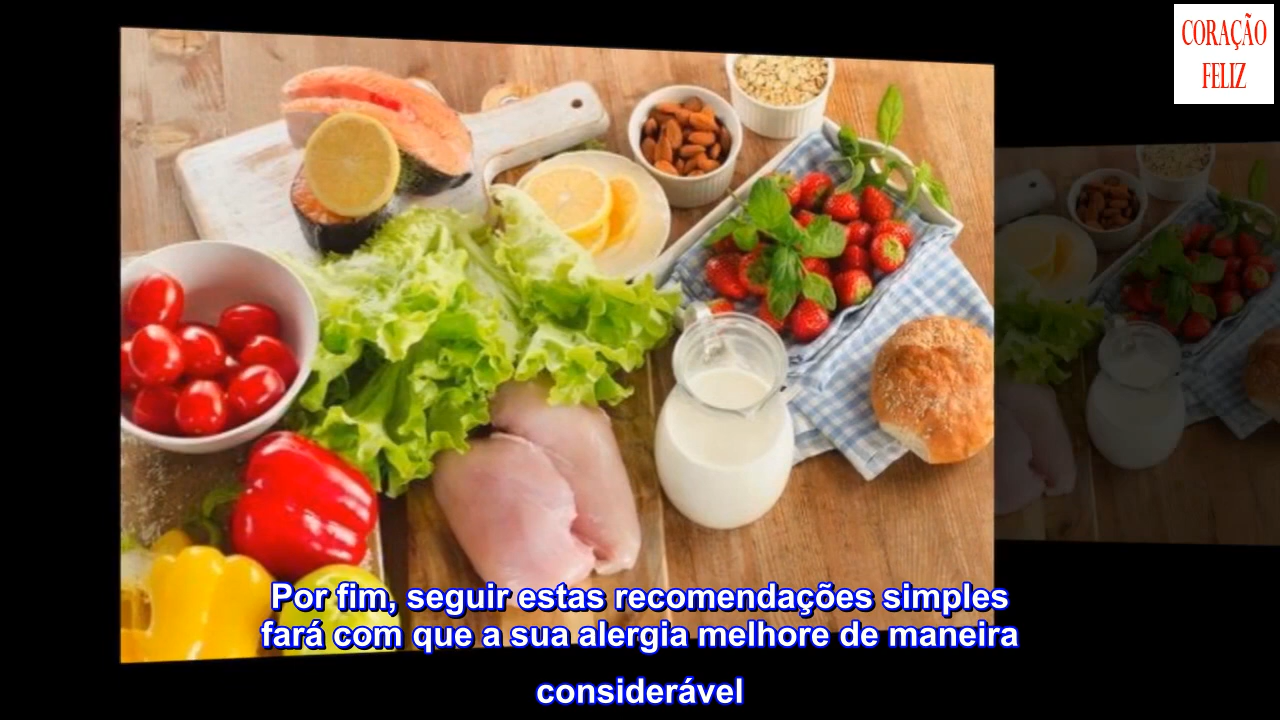 CORAÇÃO
FELIZ
Por fim, seguir estas recomendações simples
fará com que a sua alergia melhore de maneira
considerável